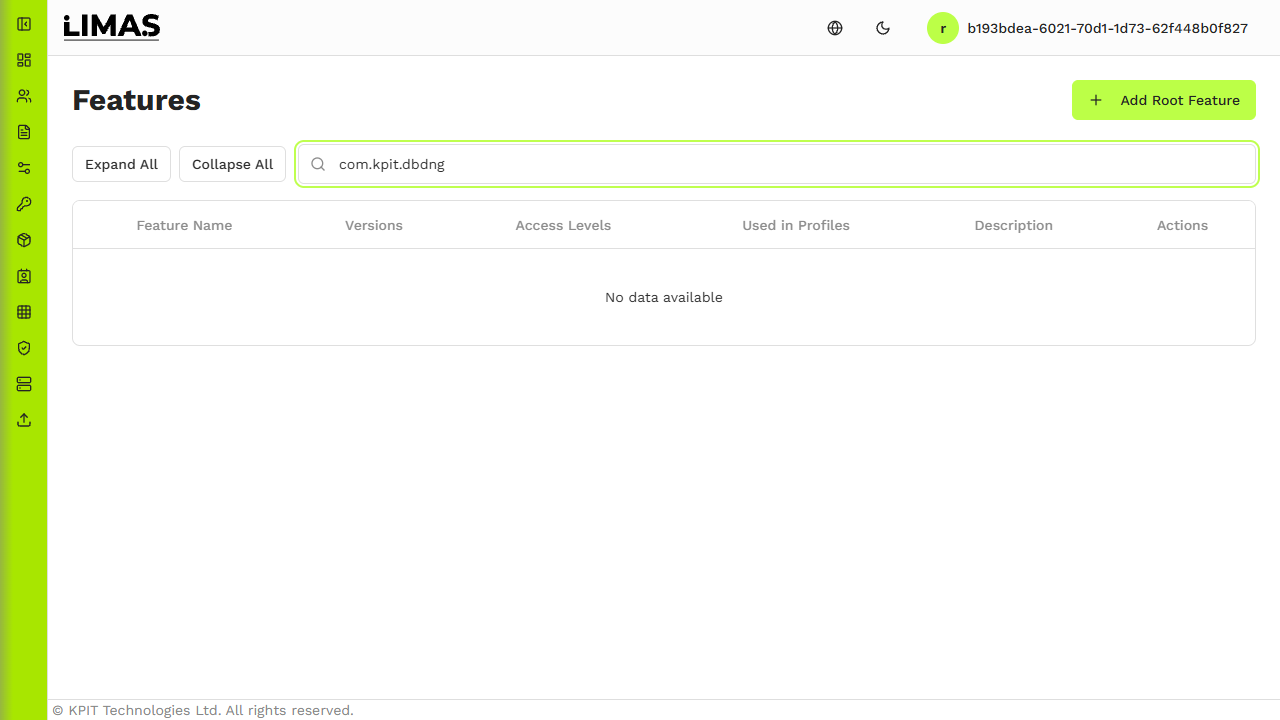 LIMAS
r b193bdea-6021-70d1-1d73-62f448b0f827
Features
Add Root Feature
Expand All
Collapse All
com.kpit.dbdng
Feature Name Versions Access Levels Used in Profiles Description Actions
No data available
© KPIT Technologies Ltd. All rights reserved.